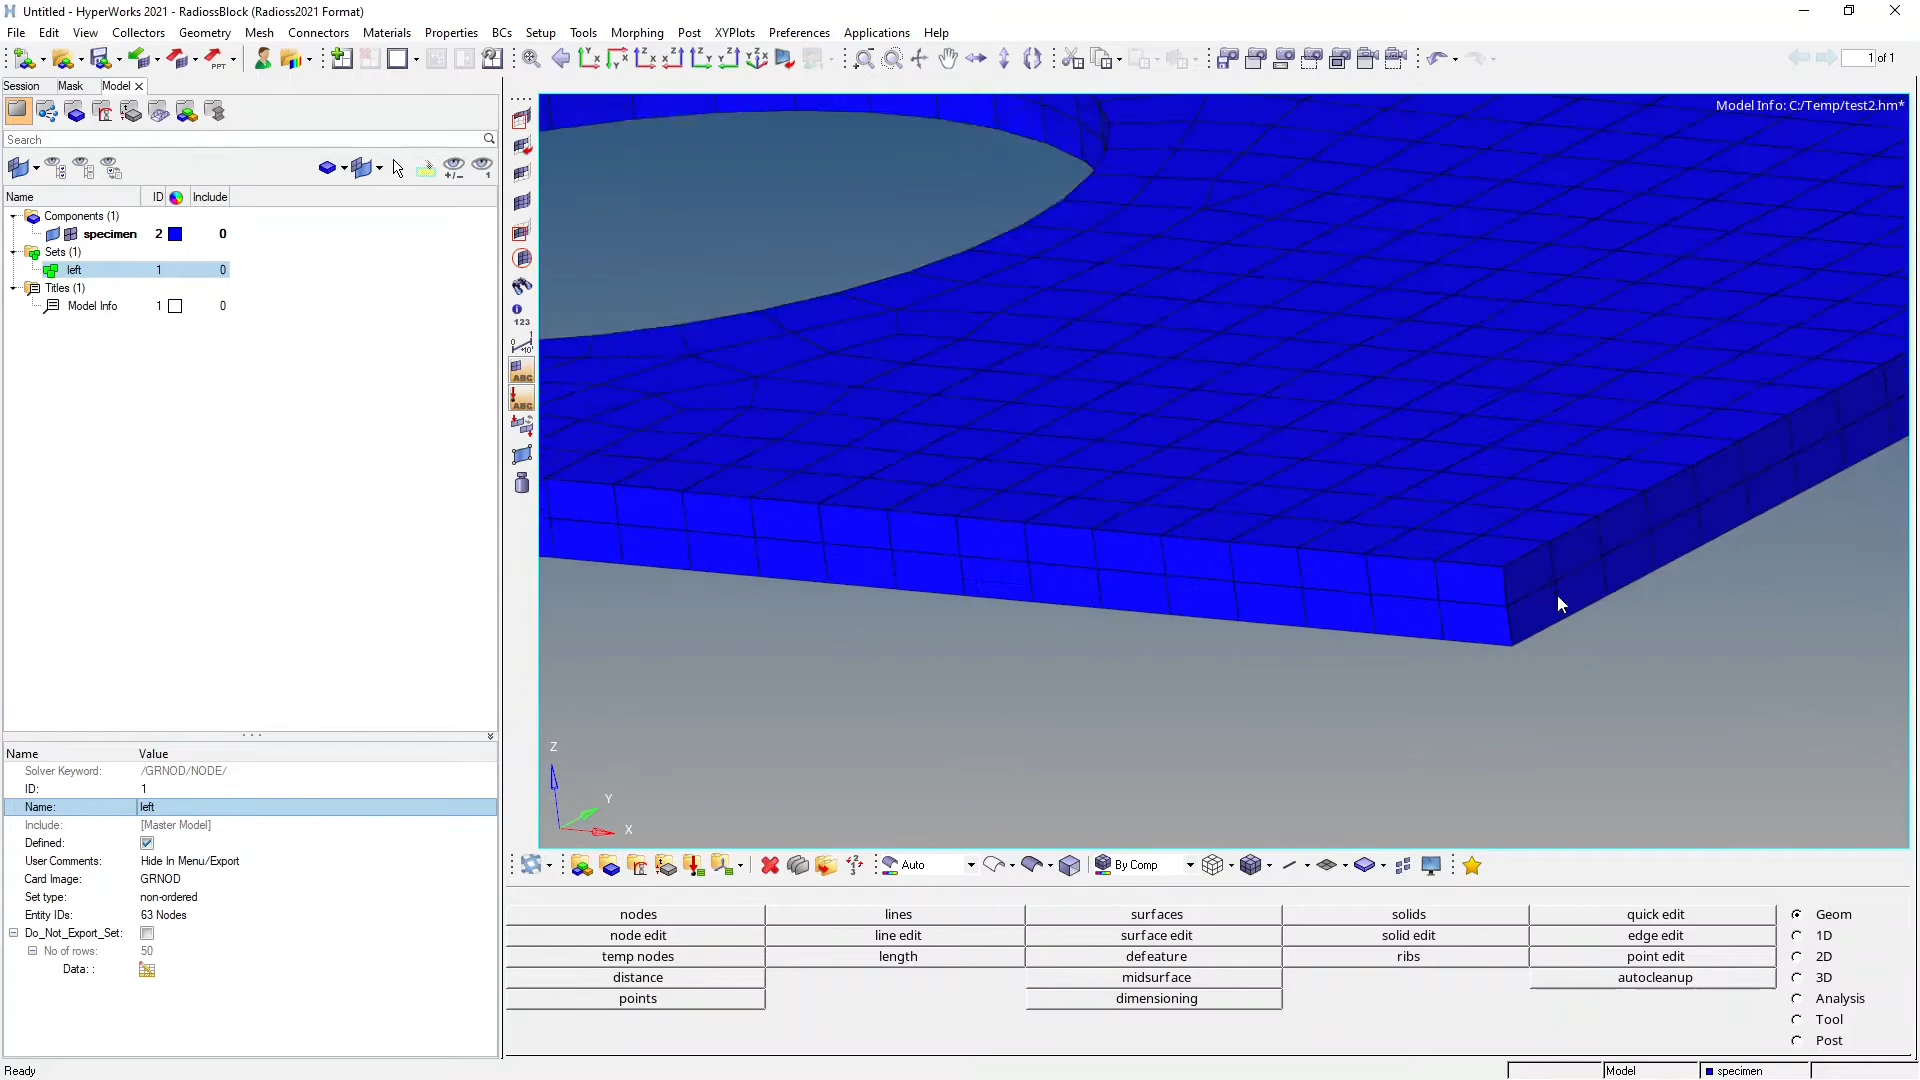 Untitled - HyperWorks 2021 - RadiossBlock (Radioss2021 Format)
File Edit View Collectors Geometry Mesh Connectors Materials Properties BCs Setup Tools Morphing Post XYPlots Preferences Applications Help
1 of 1
Session Mask Model
Search
Name ID Include
Components (1)
specimen 2 0
Sets (1)
left 1 0
Titles (1)
Model Info 1 0
Model Info: C:/Temp/test2.hm*
123
ABC
ABC
Z
Y
X
Name Value
Solver Keyword: /GRNOD/NODE/
ID: 1
Name: left
Include: [Master Model]
Defined:
User Comments: Hide In Menu/Export
Card Image: GRNOD
Set type: non-ordered
Entity IDs: 63 Nodes
Do_Not_Export_Set:
No of rows: 50
Data: :
Auto By Comp
nodes lines surfaces solids quick edit Geom
node edit line edit surface edit solid edit edge edit 1D
temp nodes length defeature ribs point edit 2D
distance midsurface autocleanup 3D
points dimensioning Analysis
Tool
Post
Ready Model specimen